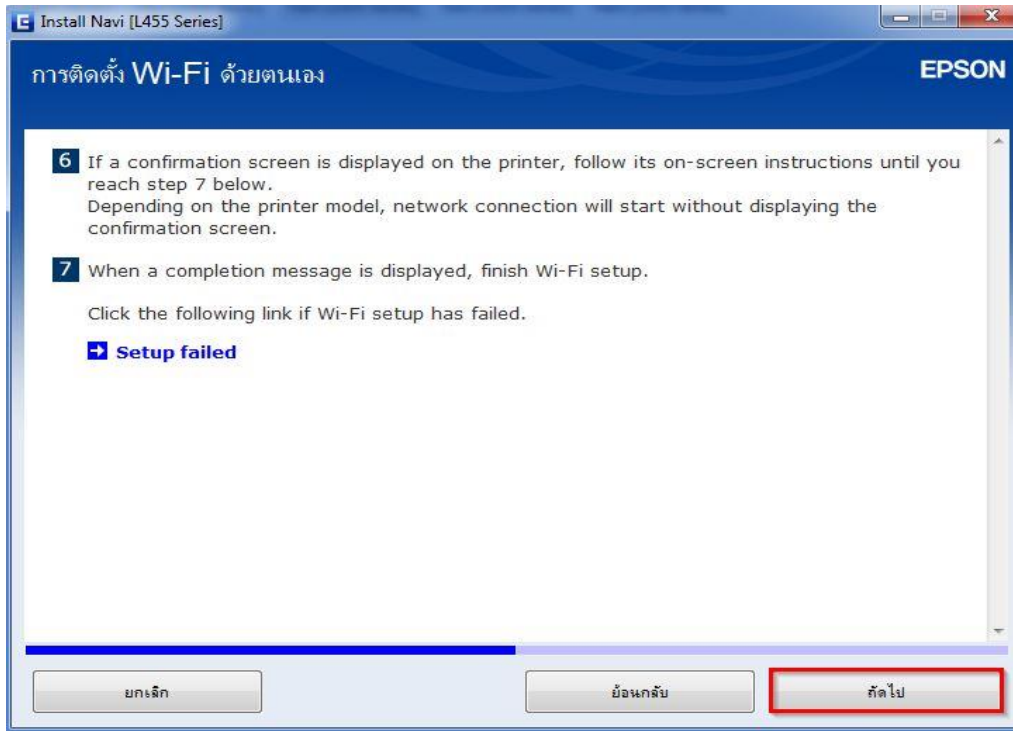 Install Navi [L455 Series]
การติดตั้ง Wi-Fi ด้วยตนเอง
EPSON
6 If a confirmation screen is displayed on the printer, follow its on-screen instructions until you
reach step 7 below.
Depending on the printer model, network connection will start without displaying the
confirmation screen.
7 When a completion message is displayed, finish Wi-Fi setup.
Click the following link if Wi-Fi setup has failed.
Setup failed
ยกเลิก
ย้อนกลับ
ถัดไป